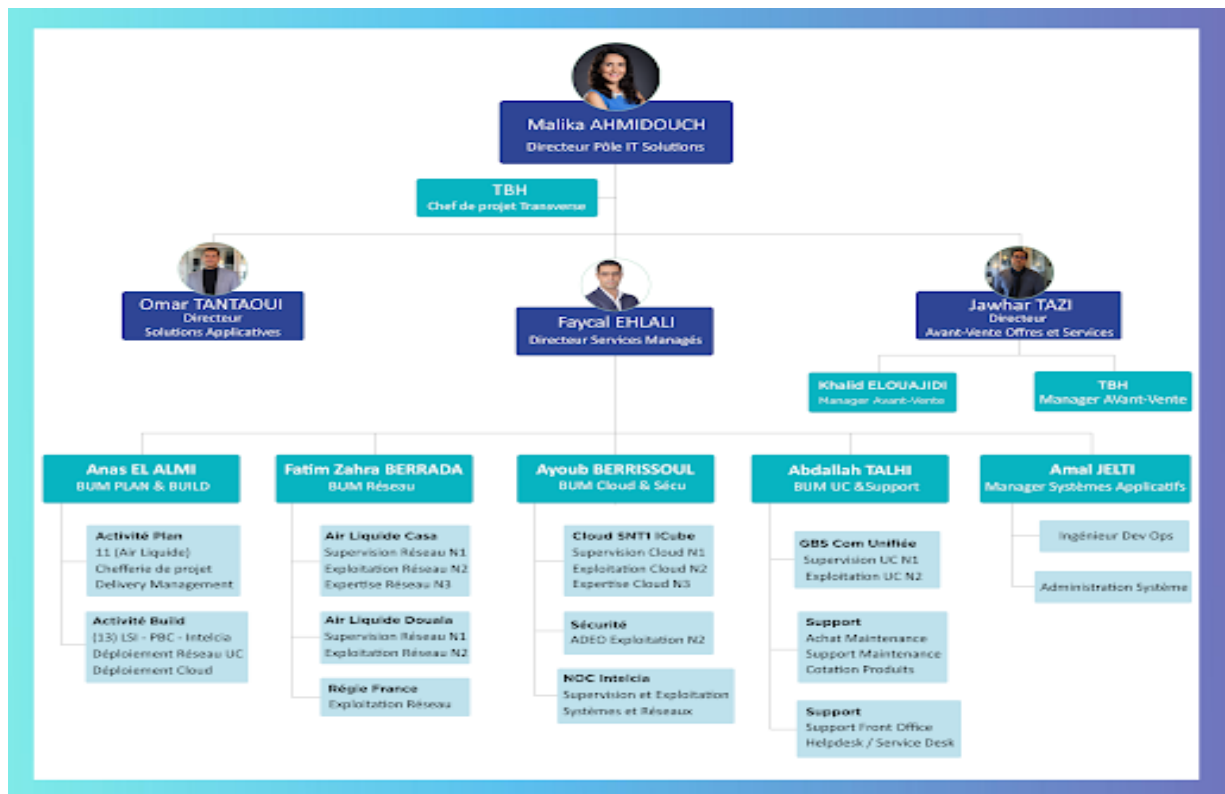 Malika AHMIDOUCH
Directeur Pôle IT Solutions
TBH
Chef de projet Transverse
Omar TANTAOUI
Directeur
Solutions Applicatives
Faycal EHLALI
Directeur Services Managés
Jawhar TAZI
Directeur
Avant-Vente Offres et Services
Khalid ELOUAJIDI
Manager Avant-Vente
TBH
Manager AVant-Vente
Anas EL ALMI
BUM PLAN & BUILD
Activité Plan
11 (Air Liquide)
Chefferie de projet
Delivery Management
Activité Build
(13) LSI - PBC - Intelcia
Déploiement Réseau UC
Déploiement Cloud
Fatim Zahra BERRADA
BUM Réseau
Air Liquide Casa
Supervision Réseau N1
Exploitation Réseau N2
Expertise Réseau N3
Air Liquide Douala
Supervision Réseau N1
Exploitation Réseau N2
Régie France
Exploitation Réseau
Ayoub BERRISSOUL
BUM Cloud & Sécu
Cloud SNT1 ICube
Supervision Cloud N1
Exploitation Cloud N2
Expertise Cloud N3
Sécurité
ADEO Exploitation N2
NOC Intelcia
Supervision et Exploitation
Systèmes et Réseaux
Abdallah TALHI
BUM UC &Support
GBS Com Unifiée
Supervision UC N1
Exploitation UC N2
Support
Achat Maintenance
Support Maintenance
Cotation Produits
Support
Support Front Office
Helpdesk / Service Desk
Amal JELTI
Manager Systèmes Applicatifs
Ingénieur Dev Ops
Administration Système